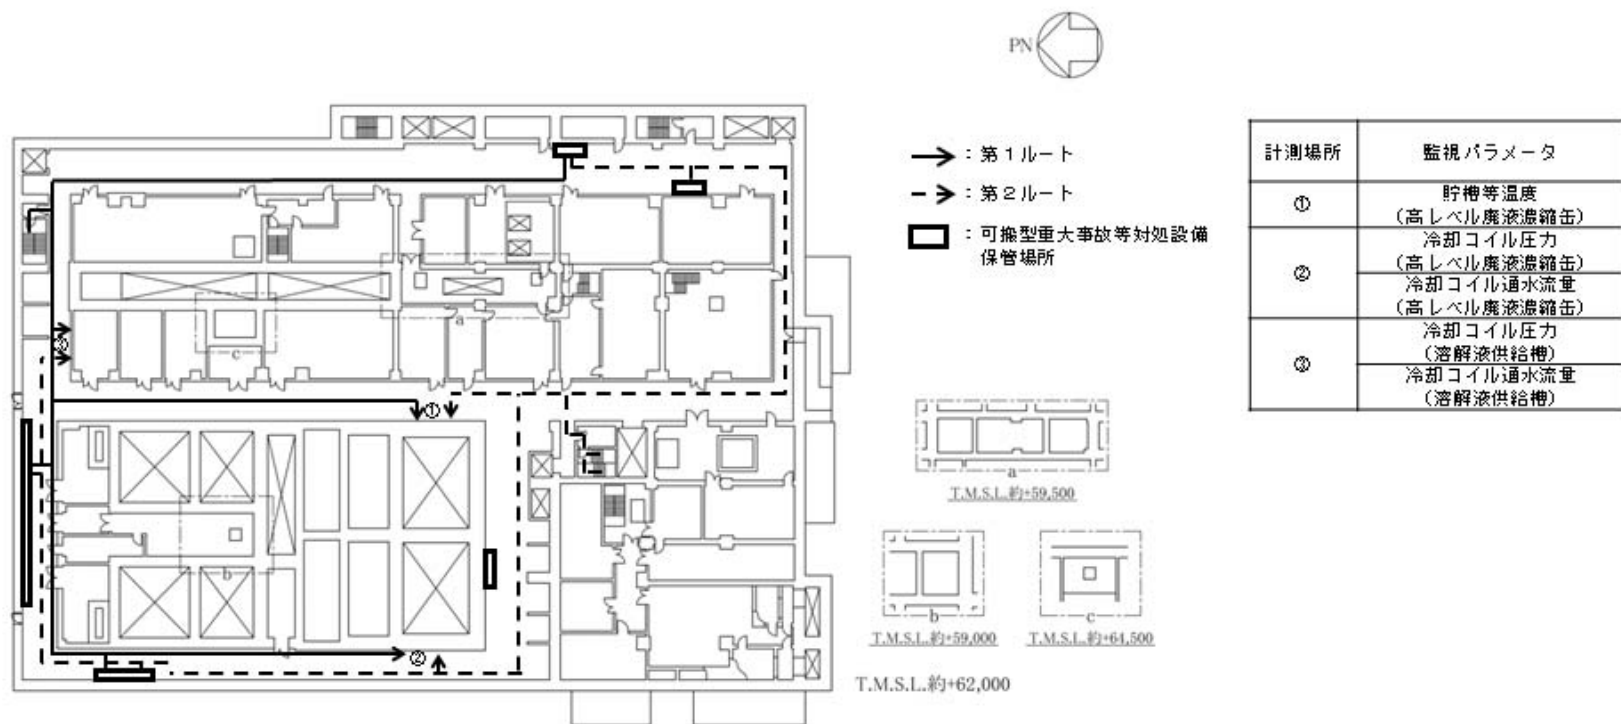 PN
：第１ルート
：第２ルート
：可搬型重大事故等対処設備
保管場所
計測場所 監視パラメータ
① 貯槽等温度
（高レベル廃液濃縮缶）
② 冷却コイル圧力
（高レベル廃液濃縮缶）
冷却コイル通水流量
（高レベル廃液濃縮缶）
③ 冷却コイル圧力
（溶解液供給槽）
冷却コイル通水流量
（溶解液供給槽）
a
c
③
①
b
②
a
T.M.S.L.約+59,500
b
T.M.S.L.約+59,000
c
T.M.S.L.約+64,500
T.M.S.L.約+62,000